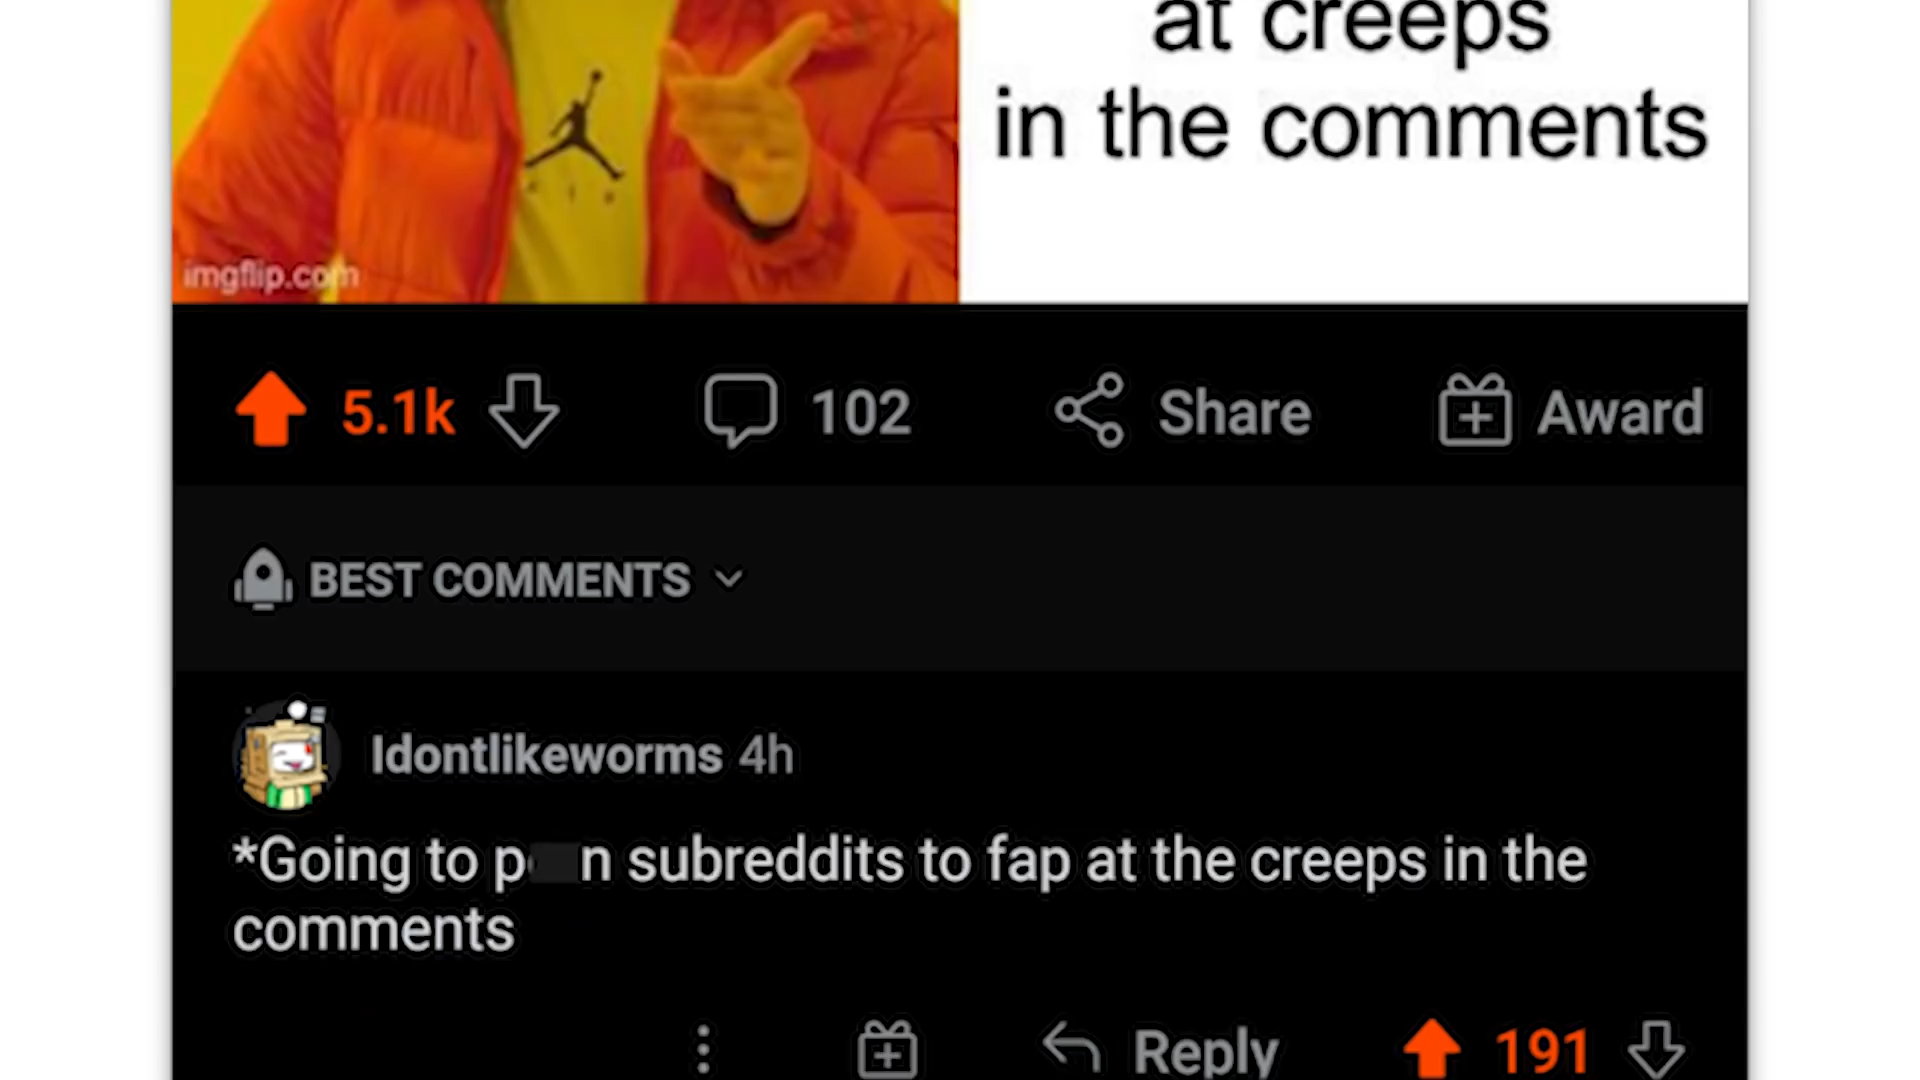 at creeps
in the comments
imgflip.com
5.1k 102 Share Award
BEST COMMENTS
Idontlikeworms 4h
*Going to p n subreddits to fap at the creeps in the
comments
Reply 191